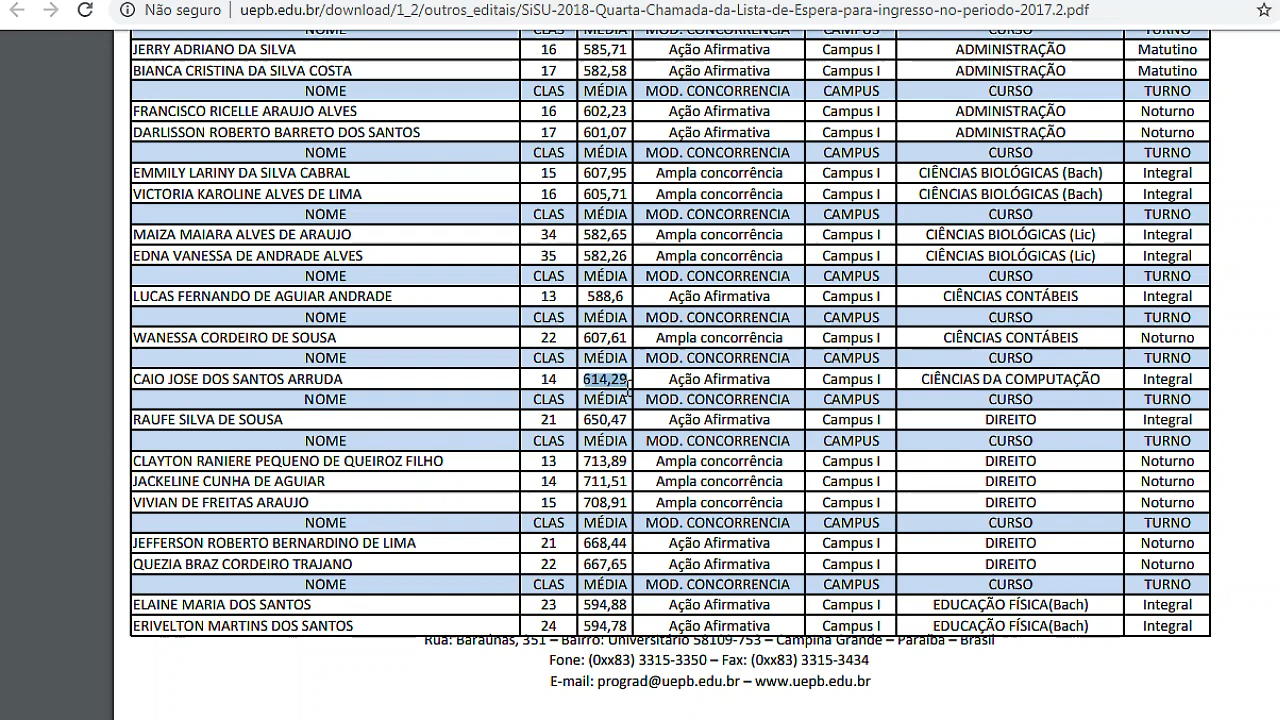 Não seguro uepb.edu.br/download/1_2/outros_editais/SiSU-2018-Quarta-Chamada-da-Lista-de-Espera-para-ingresso-no-periodo-2017.2.pdf
NOME CLAS MÉDIA MOD. CONCORRENCIA CAMPUS CURSO TURNO
JERRY ADRIANO DA SILVA 16 585,71 Ação Afirmativa Campus I ADMINISTRAÇÃO Matutino
BIANCA CRISTINA DA SILVA COSTA 17 582,58 Ação Afirmativa Campus I ADMINISTRAÇÃO Matutino
NOME CLAS MÉDIA MOD. CONCORRENCIA CAMPUS CURSO TURNO
FRANCISCO RICELLE ARAUJO ALVES 16 602,23 Ação Afirmativa Campus I ADMINISTRAÇÃO Noturno
DARLISSON ROBERTO BARRETO DOS SANTOS 17 601,07 Ação Afirmativa Campus I ADMINISTRAÇÃO Noturno
NOME CLAS MÉDIA MOD. CONCORRENCIA CAMPUS CURSO TURNO
EMMILY LARINY DA SILVA CABRAL 15 607,95 Ampla concorrência Campus I CIÊNCIAS BIOLÓGICAS (Bach) Integral
VICTORIA KAROLINE ALVES DE LIMA 16 605,71 Ampla concorrência Campus I CIÊNCIAS BIOLÓGICAS (Bach) Integral
NOME CLAS MÉDIA MOD. CONCORRENCIA CAMPUS CURSO TURNO
MAIZA MAIARA ALVES DE ARAUJO 34 582,65 Ampla concorrência Campus I CIÊNCIAS BIOLÓGICAS (Lic) Integral
EDNA VANESSA DE ANDRADE ALVES 35 582,26 Ampla concorrência Campus I CIÊNCIAS BIOLÓGICAS (Lic) Integral
NOME CLAS MÉDIA MOD. CONCORRENCIA CAMPUS CURSO TURNO
LUCAS FERNANDO DE AGUIAR ANDRADE 13 588,6 Ação Afirmativa Campus I CIÊNCIAS CONTÁBEIS Integral
NOME CLAS MÉDIA MOD. CONCORRENCIA CAMPUS CURSO TURNO
WANESSA CORDEIRO DE SOUSA 22 607,61 Ampla concorrência Campus I CIÊNCIAS CONTÁBEIS Noturno
NOME CLAS MÉDIA MOD. CONCORRENCIA CAMPUS CURSO TURNO
CAIO JOSE DOS SANTOS ARRUDA 14 614,29 Ação Afirmativa Campus I CIÊNCIAS DA COMPUTAÇÃO Integral
NOME CLAS MÉDIA MOD. CONCORRENCIA CAMPUS CURSO TURNO
RAUFE SILVA DE SOUSA 21 650,47 Ação Afirmativa Campus I DIREITO Integral
NOME CLAS MÉDIA MOD. CONCORRENCIA CAMPUS CURSO TURNO
CLAYTON RANIERE PEQUENO DE QUEIROZ FILHO 13 713,89 Ampla concorrência Campus I DIREITO Noturno
JACKELINE CUNHA DE AGUIAR 14 711,51 Ampla concorrência Campus I DIREITO Noturno
VIVIAN DE FREITAS ARAUJO 15 708,91 Ampla concorrência Campus I DIREITO Noturno
NOME CLAS MÉDIA MOD. CONCORRENCIA CAMPUS CURSO TURNO
JEFFERSON ROBERTO BERNARDINO DE LIMA 21 668,44 Ação Afirmativa Campus I DIREITO Noturno
QUEZIA BRAZ CORDEIRO TRAJANO 22 667,65 Ação Afirmativa Campus I DIREITO Noturno
NOME CLAS MÉDIA MOD. CONCORRENCIA CAMPUS CURSO TURNO
ELAINE MARIA DOS SANTOS 23 594,88 Ação Afirmativa Campus I EDUCAÇÃO FÍSICA(Bach) Integral
ERIVELTON MARTINS DOS SANTOS 24 594,78 Ação Afirmativa Campus I EDUCAÇÃO FÍSICA(Bach) Integral
Rua: Baraúnas, 351 – Bairro: Universitário 58109-753 – Campina Grande – Paraíba – Brasil
Fone: (0xx83) 3315-3350 – Fax: (0xx83) 3315-3434
E-mail: prograd@uepb.edu.br – www.uepb.edu.br